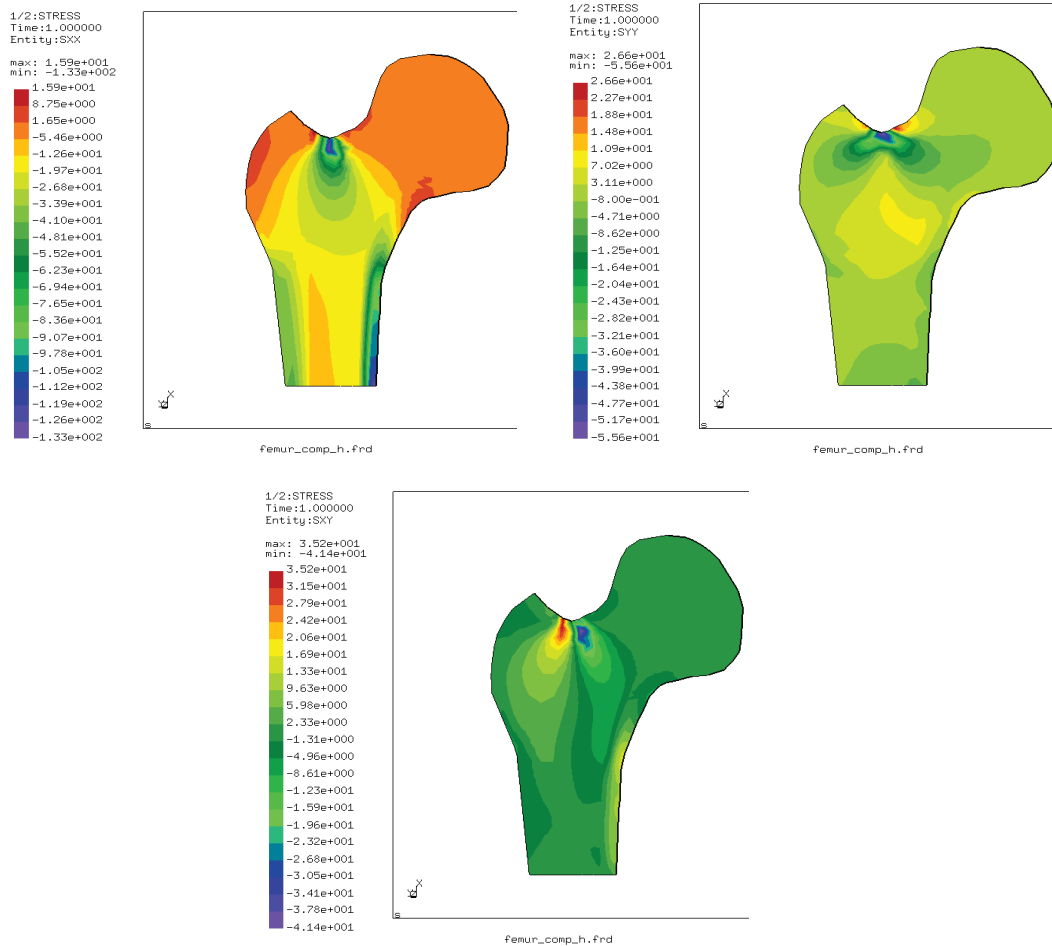 1/2:STRESS
Time:1.000000
Entity:SXX
max: 1.59e+001
min: -1.33e+002
1.59e+001
8.75e+000
1.65e+000
-5.46e+000
-1.26e+001
-1.97e+001
-2.68e+001
-3.39e+001
-4.10e+001
-4.81e+001
-5.52e+001
-6.23e+001
-6.94e+001
-7.65e+001
-8.36e+001
-9.07e+001
-9.78e+001
-1.05e+002
-1.12e+002
-1.19e+002
-1.26e+002
-1.33e+002
Y
Z
X
s
femur_comp_h.frd
1/2:STRESS
Time:1.000000
Entity:SYY
max: 2.66e+001
min: -5.56e+001
2.66e+001
2.27e+001
1.88e+001
1.48e+001
1.09e+001
7.02e+000
3.11e+000
-8.00e-001
-4.71e+000
-8.62e+000
-1.25e+001
-1.64e+001
-2.04e+001
-2.43e+001
-2.82e+001
-3.21e+001
-3.60e+001
-3.99e+001
-4.38e+001
-4.77e+001
-5.17e+001
-5.56e+001
Y
Z
X
s
femur_comp_h.frd
1/2:STRESS
Time:1.000000
Entity:SXY
max: 3.52e+001
min: -4.14e+001
3.52e+001
3.15e+001
2.79e+001
2.42e+001
2.06e+001
1.69e+001
1.33e+001
9.63e+000
5.98e+000
2.33e+000
-1.31e+000
-4.96e+000
-8.61e+000
-1.23e+001
-1.59e+001
-1.96e+001
-2.32e+001
-2.68e+001
-3.05e+001
-3.41e+001
-3.78e+001
-4.14e+001
Y
Z
X
s
femur_comp_h.frd